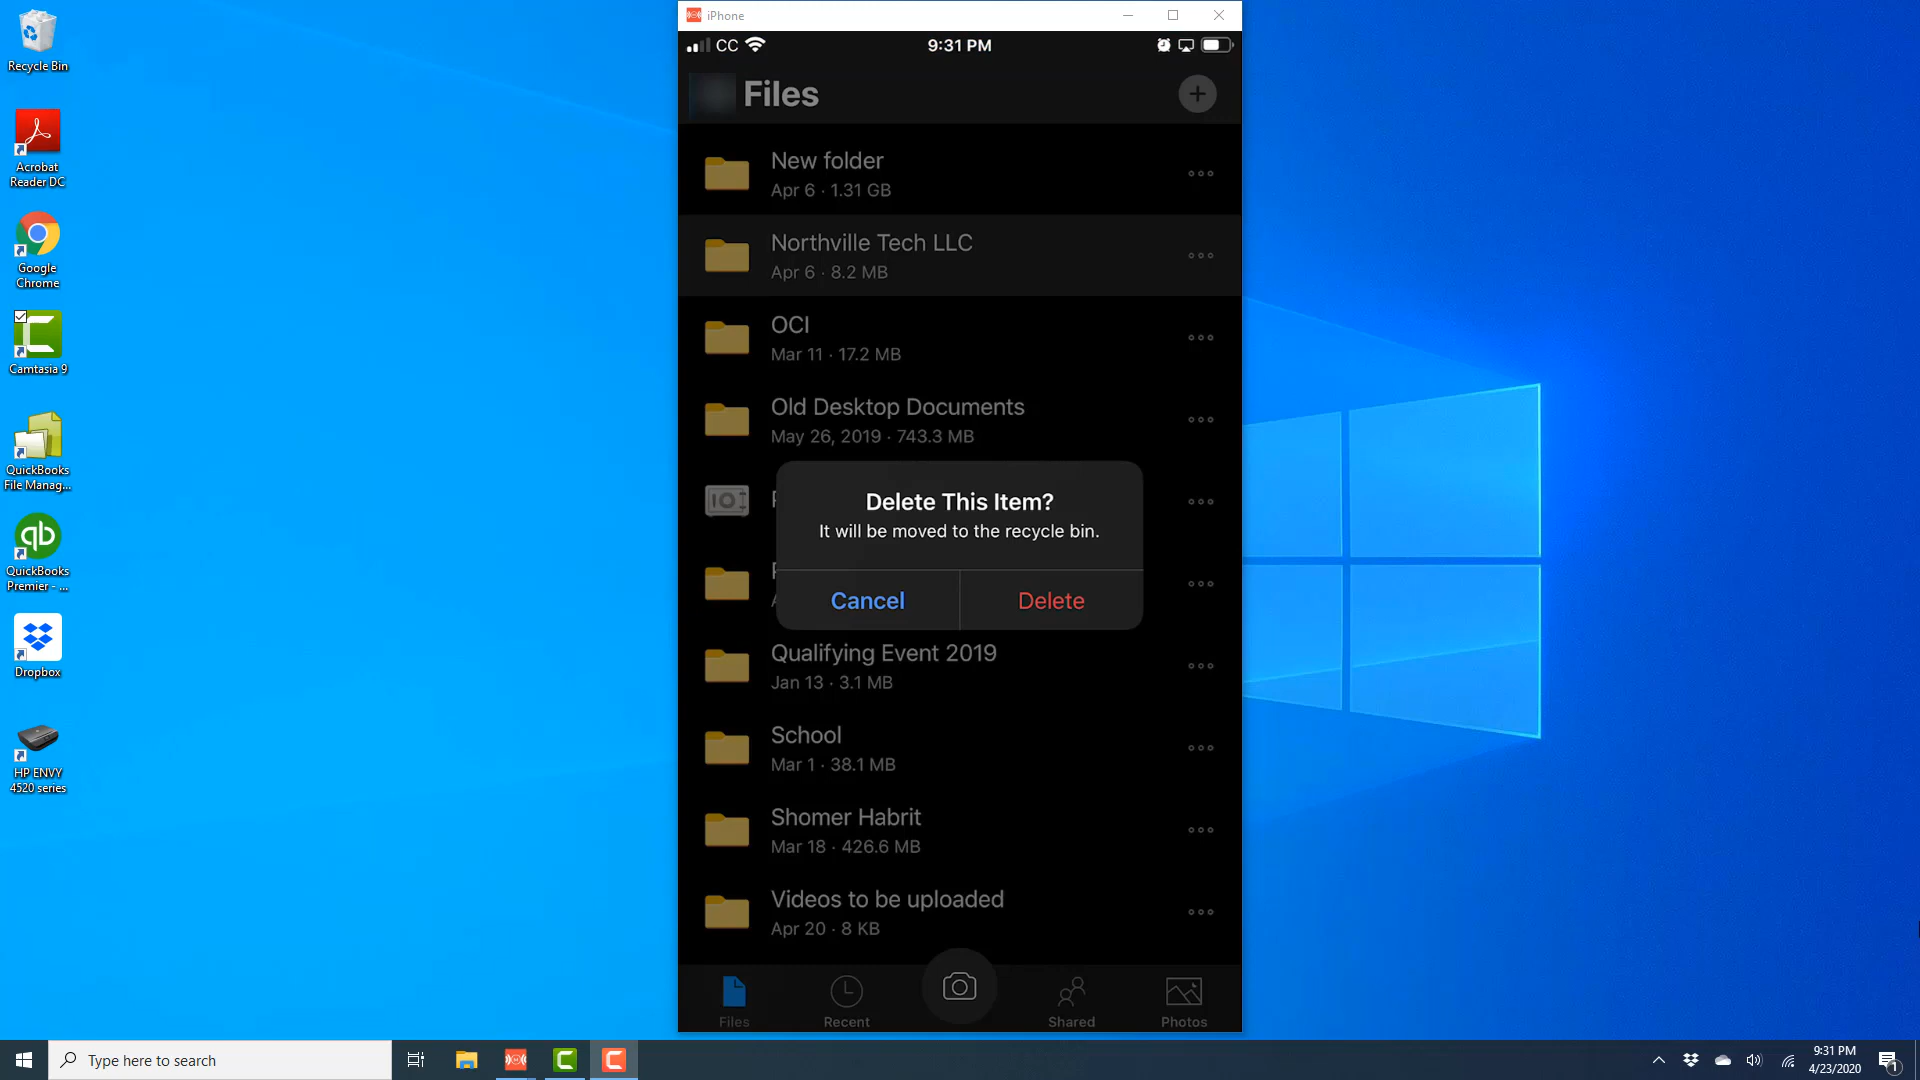 Recycle Bin
Acrobat
Reader DC
Google
Chrome
Camtasia 9
QuickBooks
File Manag...
QuickBooks
Premier - ...
Dropbox
HP ENVY
4520 series
iPhone
CC
9:31 PM
Files
New folder
Apr 6 · 1.31 GB
Northville Tech LLC
Apr 6 · 8.2 MB
OCI
Mar 11 · 17.2 MB
Old Desktop Documents
May 26, 2019 · 743.3 MB
Delete This Item?
It will be moved to the recycle bin.
Cancel
Delete
Qualifying Event 2019
Jan 13 · 3.1 MB
School
Mar 1 · 38.1 MB
Shomer Habrit
Mar 18 · 426.6 MB
Videos to be uploaded
Apr 20 · 8 KB
Files
Recent
Shared
Photos
Type here to search
9:31 PM
4/23/2020
1